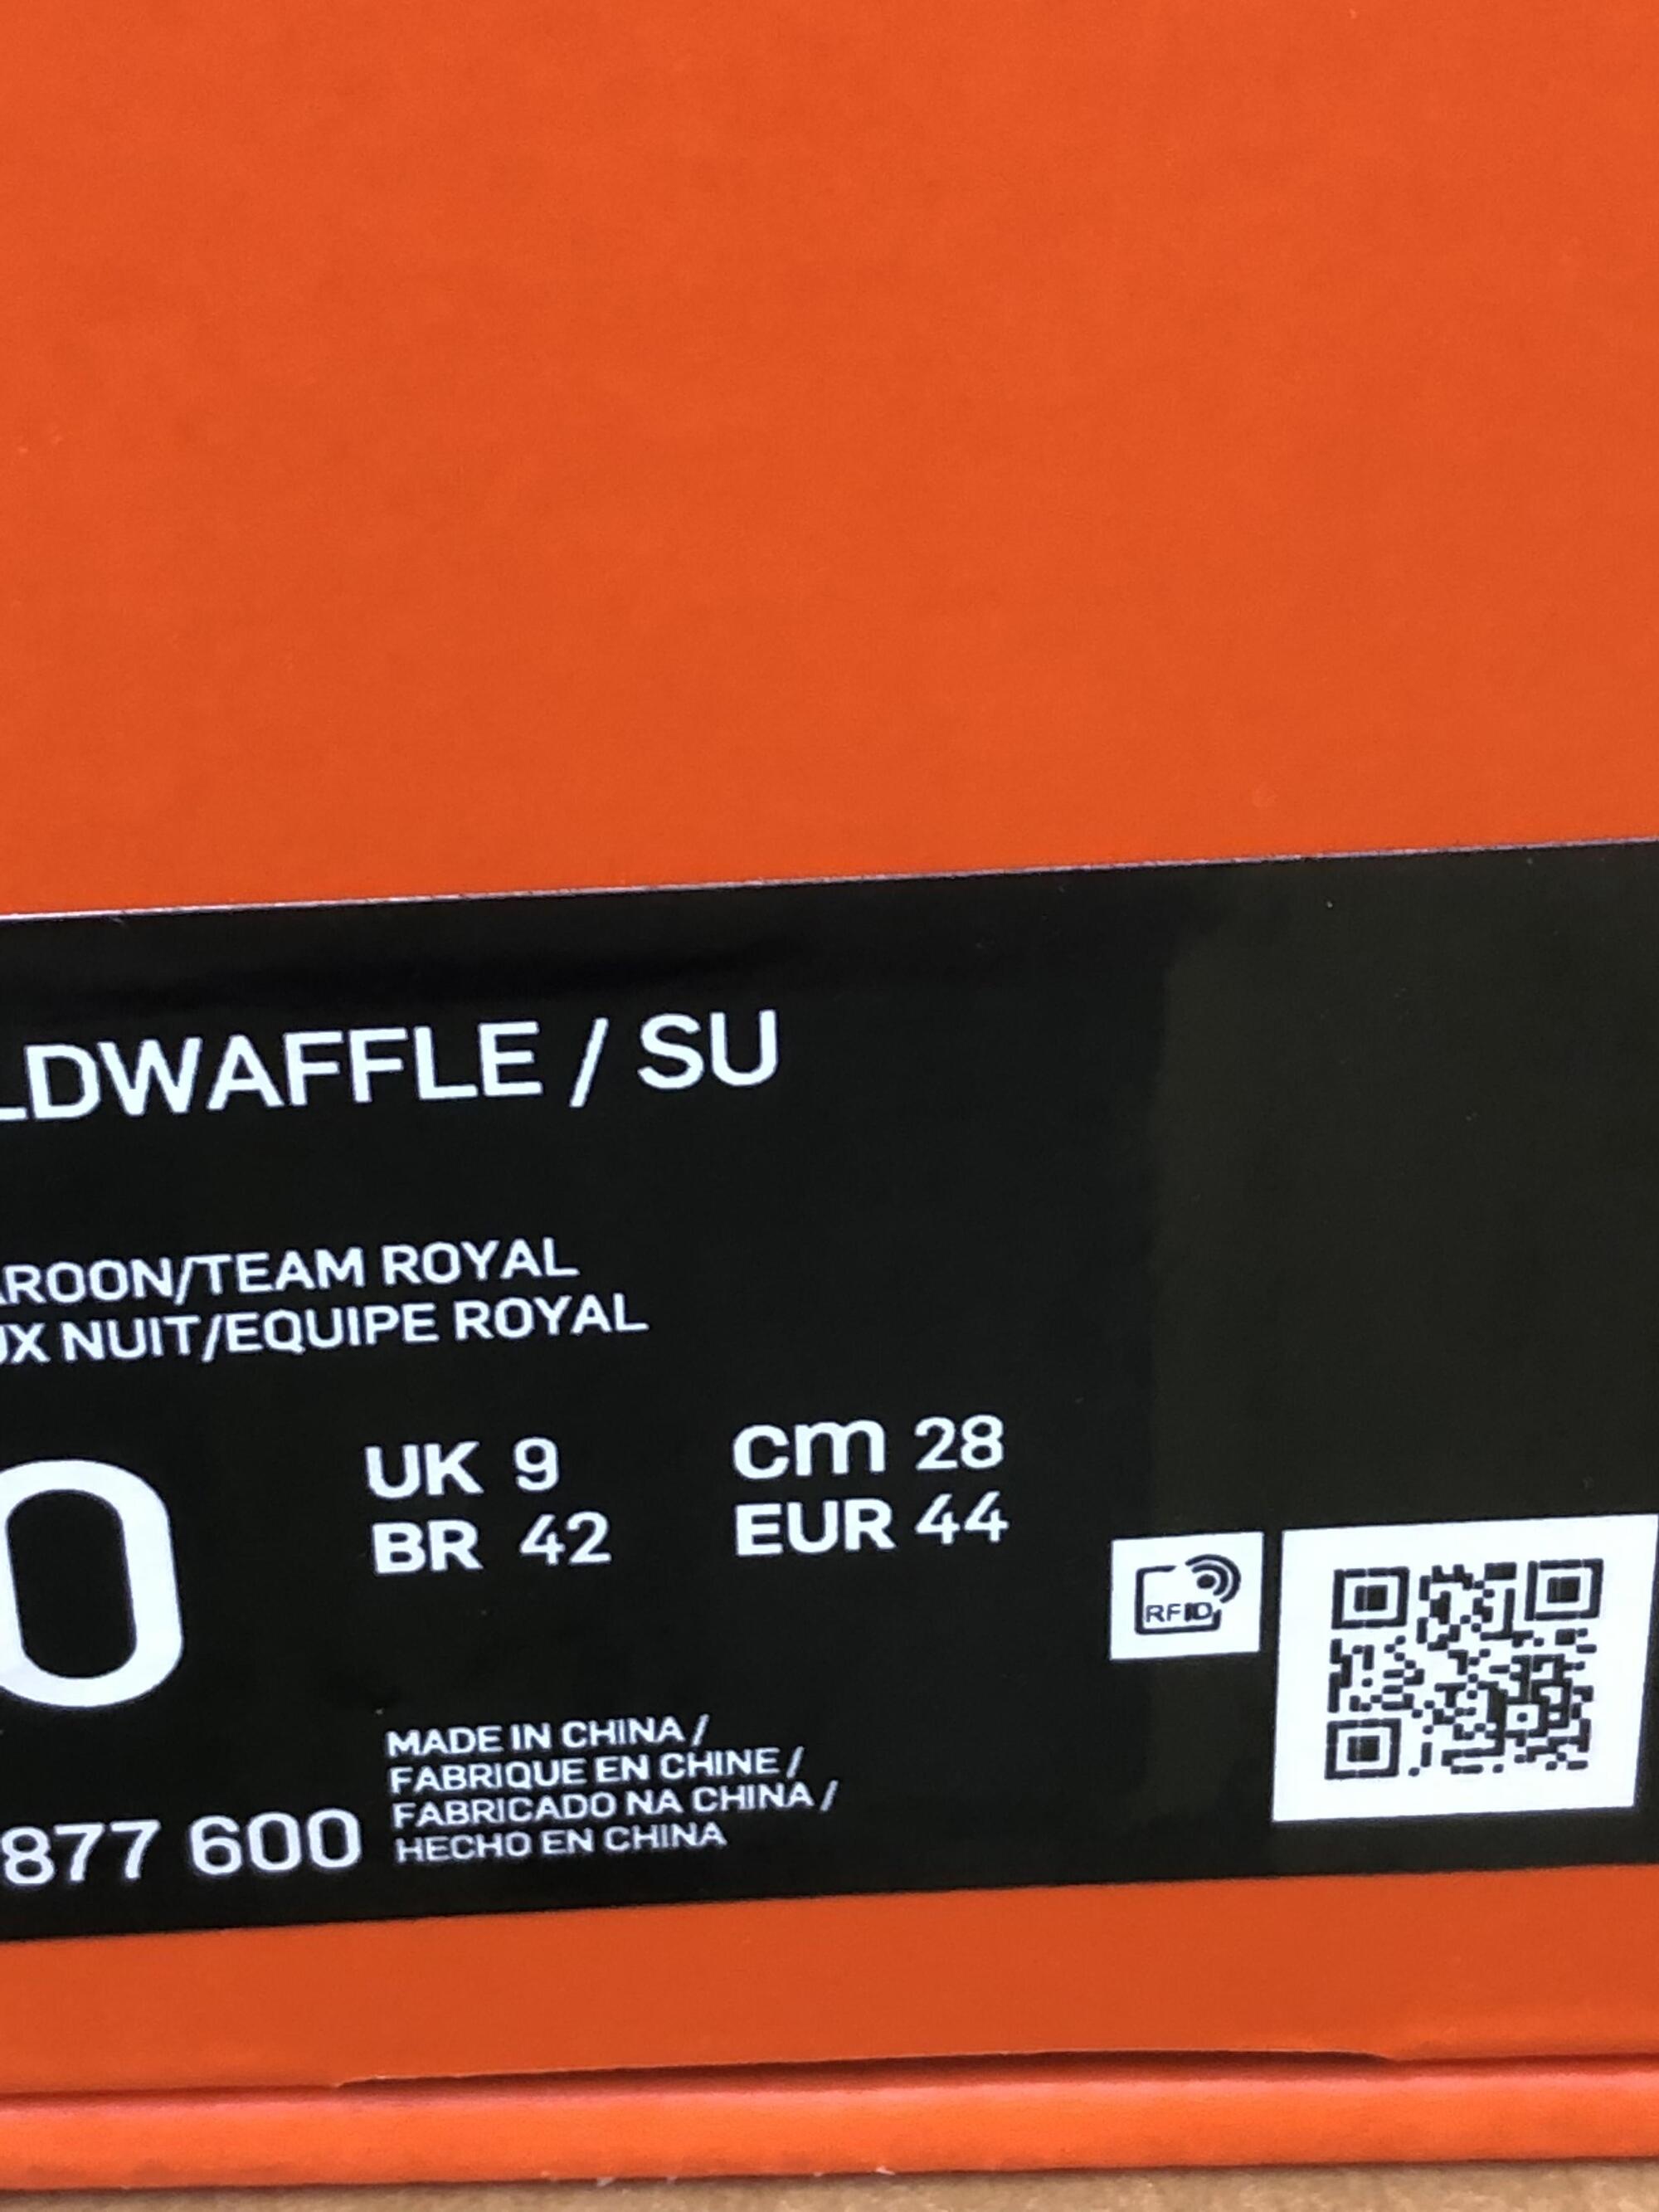 LDWAFFLE / SU
AROON/TEAM ROYAL
UX NUIT/EQUIPE ROYAL
0
UK 9
BR 42
cm 28
EUR 44
RFID
MADE IN CHINA /
FABRIQUE EN CHINE /
FABRICADO NA CHINA /
HECHO EN CHINA
877 600